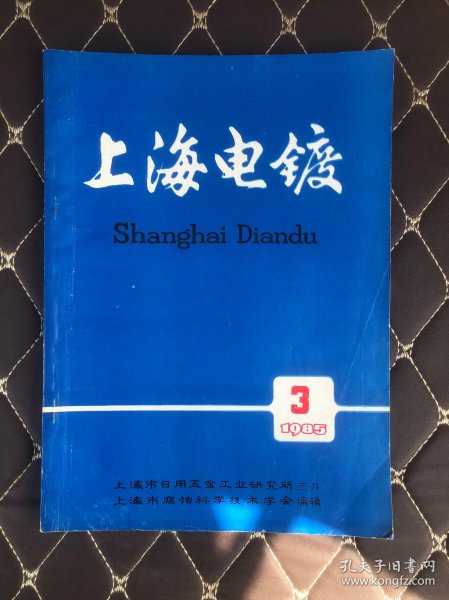 上海电镀
Shanghai Diandu
3
1985
上海市日用五金工业研究所 主办
上海市腐蚀科学技术学会 编辑
孔夫子旧书网
www.kongfz.com